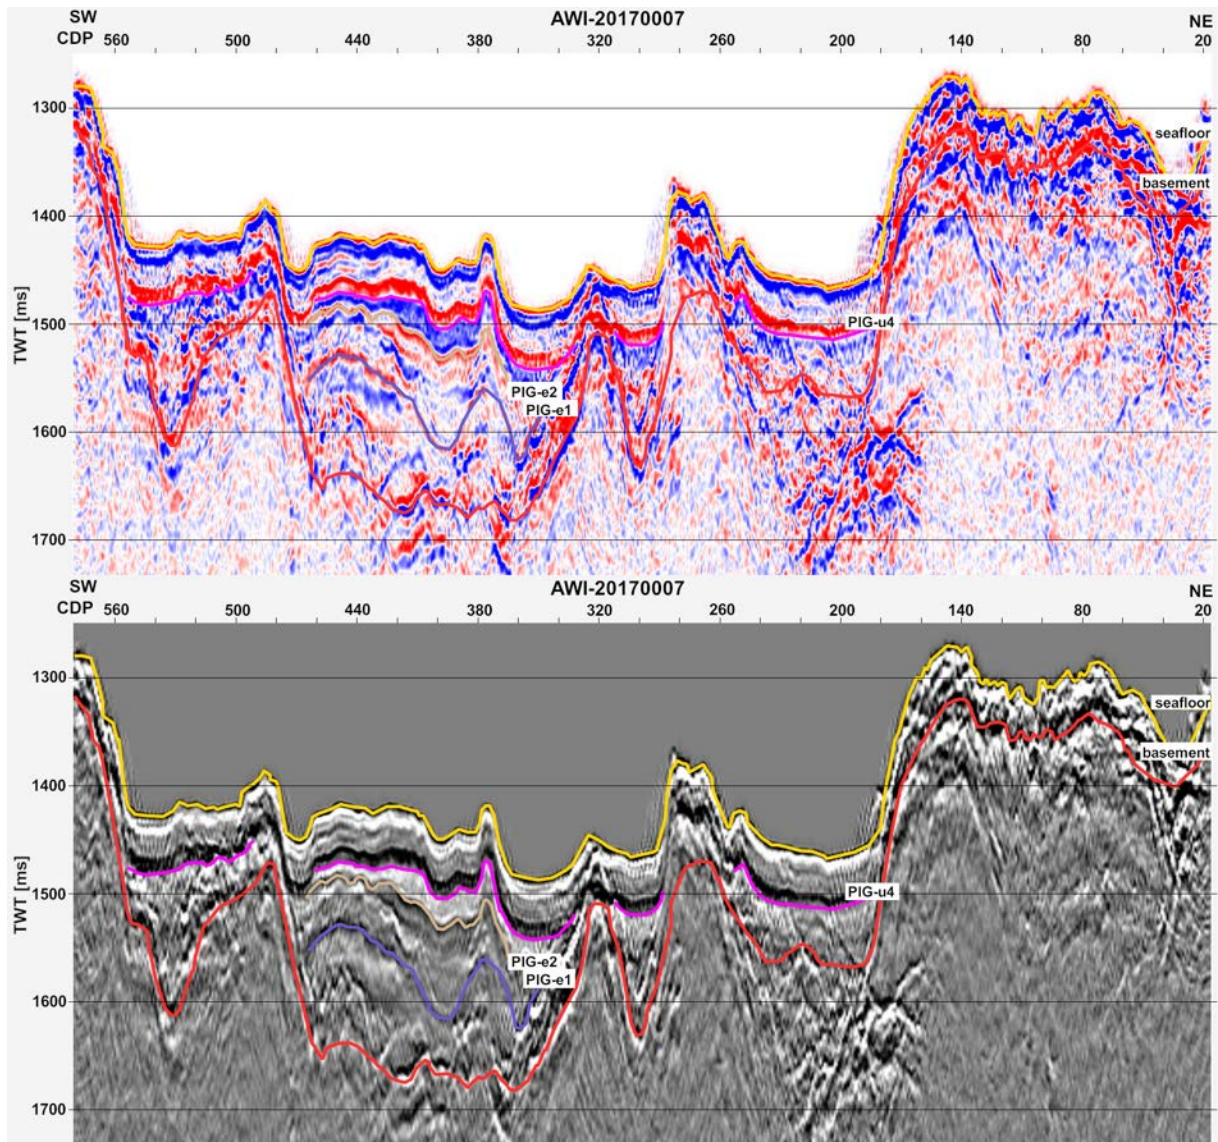 SW AWI-20170007 NE
CDP 560 500 440 380 320 260 200 140 80 20
1300
seafloor
basement
1400
TWT [ms]
1500
PIG-u4
PIG-e2
PIG-e1
1600
1700
SW AWI-20170007 NE
CDP 560 500 440 380 320 260 200 140 80 20
1300
seafloor
basement
1400
TWT [ms]
1500
PIG-u4
PIG-e2
PIG-e1
1600
1700